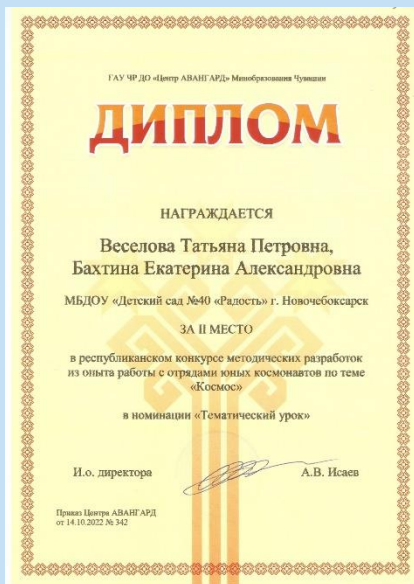 ГАУ ЧР ДО «Центр АВАНГАРД» Минобразования Чувашии
ДИПЛОМ
НАГРАЖДАЕТСЯ
Веселова Татьяна Петровна,
Бахтина Екатерина Александровна
МБДОУ «Детский сад №40 «Радость» г. Новочебоксарск
ЗА II МЕСТО
в республиканском конкурсе методических разработок
из опыта работы с отрядами юных космонавтов по теме
«Космос»
в номинации «Тематический урок»
И.о. директора А.В. Исаев
Приказ Центра АВАНГАРД
от 14.10.2022 № 342